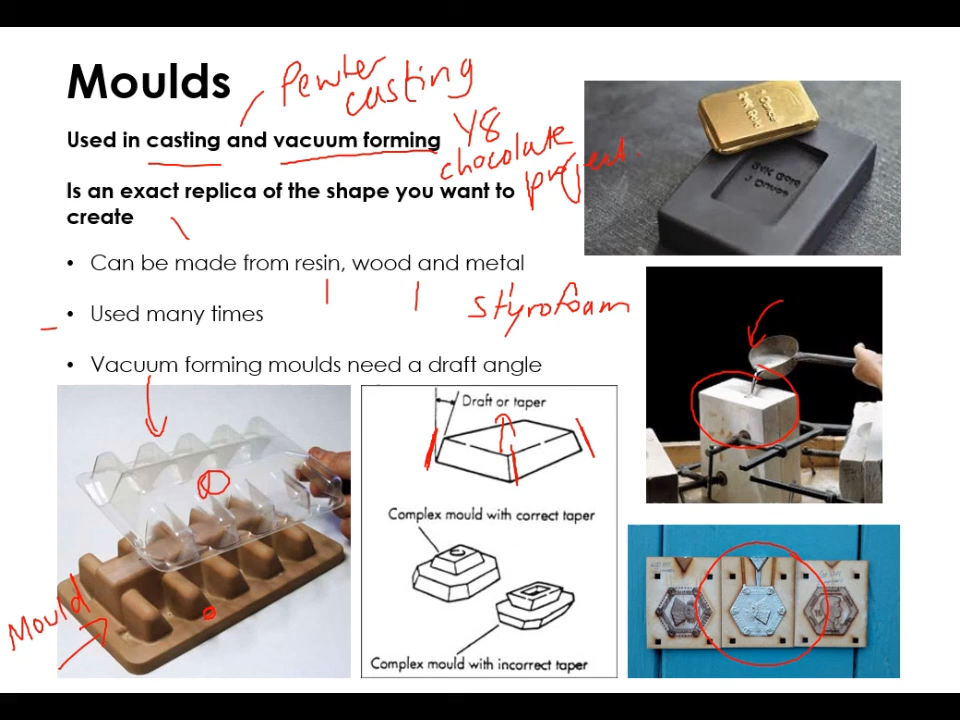 Moulds
Pewter
casting
Used in casting and vacuum forming
Y8
chocolate
project.
Is an exact replica of the shape you want to
create
• Can be made from resin, wood and metal
• Used many times
styrofoam
• Vacuum forming moulds need a draft angle
Mould
Draft or taper
Complex mould with correct taper
Complex mould with incorrect taper